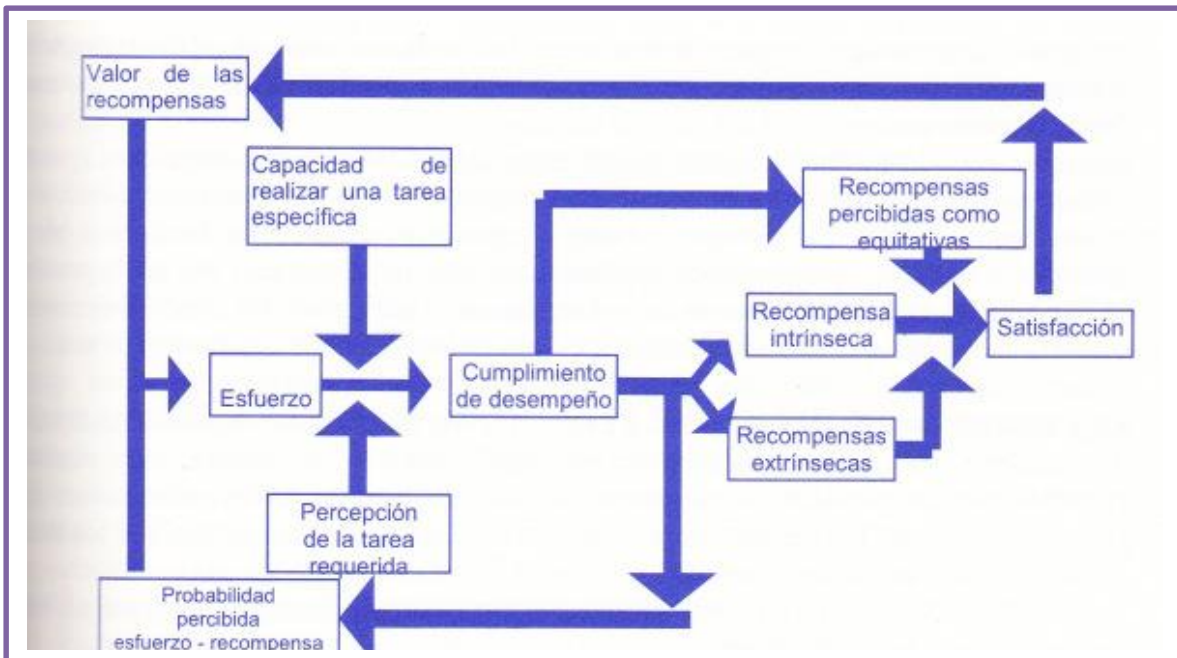 Valor de las
recompensas
Capacidad de
realizar una tarea
específica
Recompensas
percibidas como
equitativas
Recompensa
intrínseca
Satisfacción
Esfuerzo
Cumplimiento
de desempeño
Recompensas
extrínsecas
Percepción
de la tarea
requerida
Probabilidad
percibida
esfuerzo - recompensa